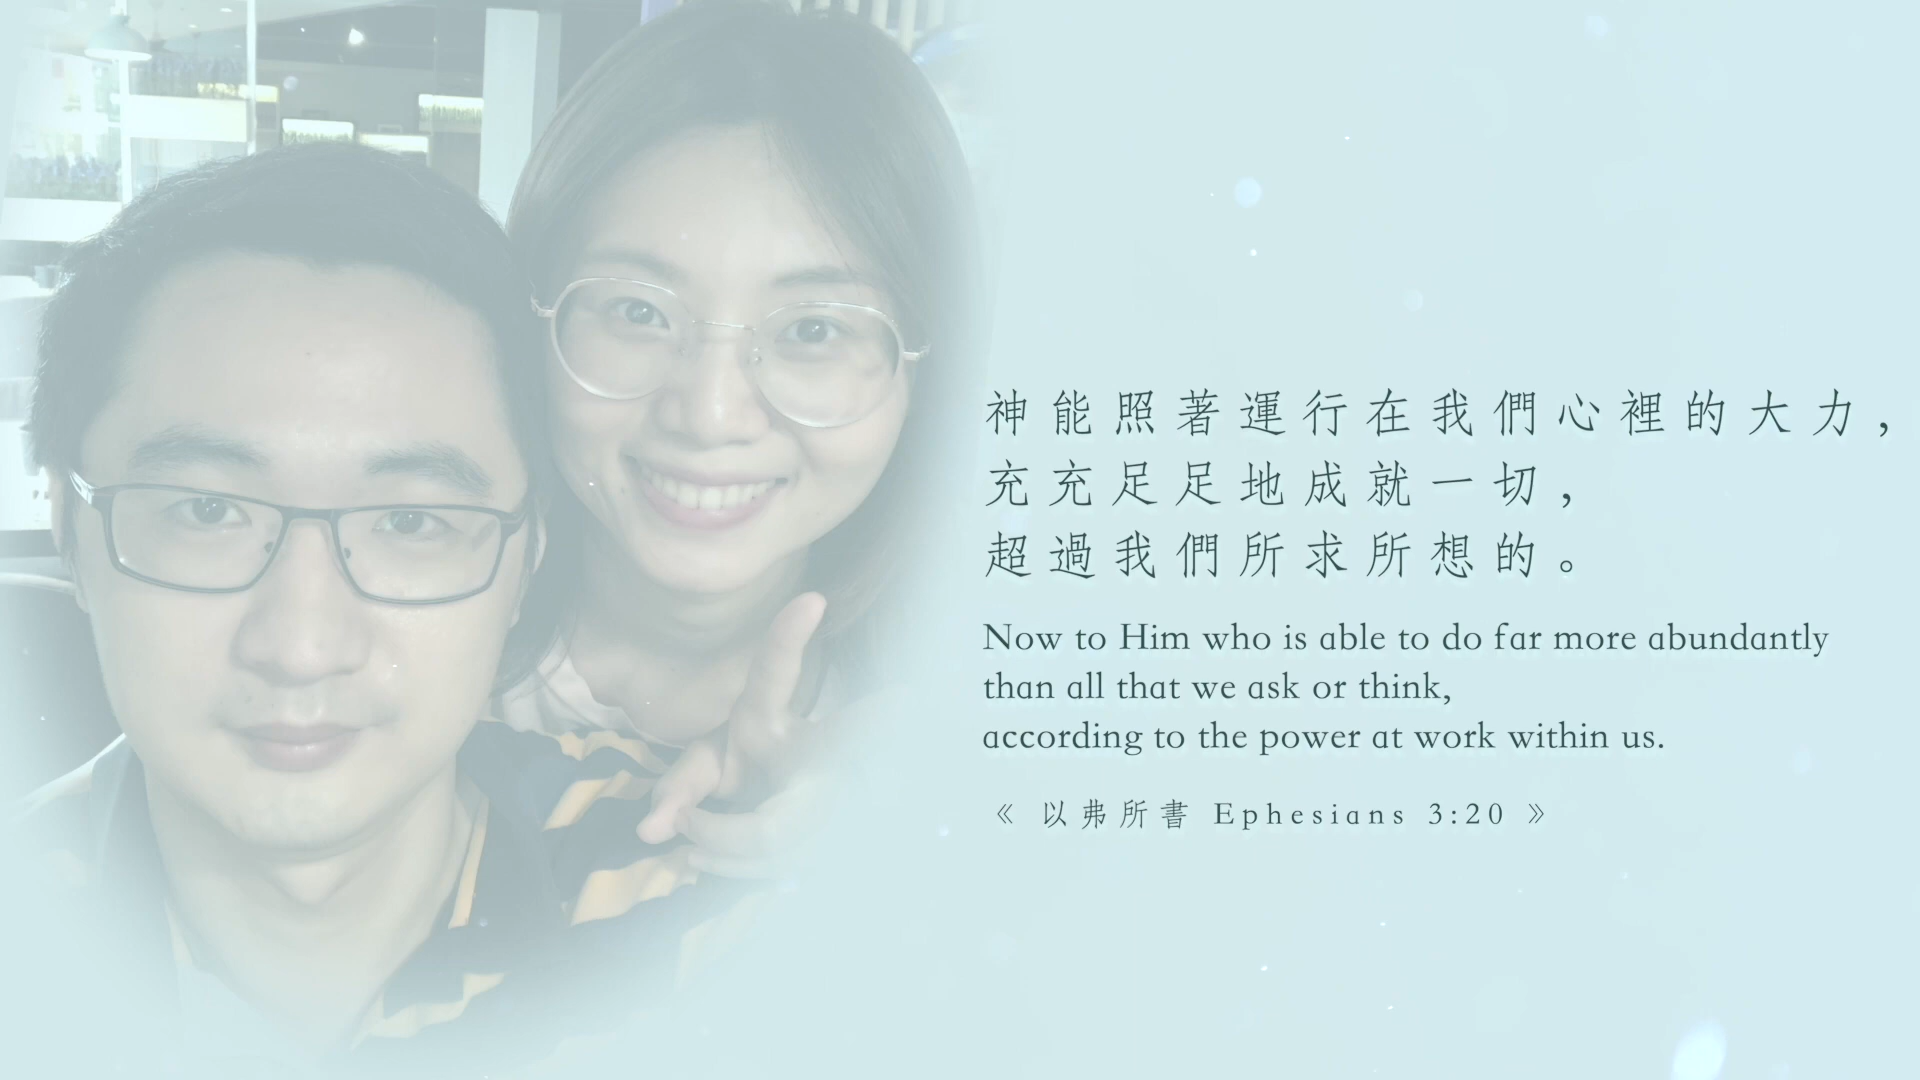 神能照著運行在我們心裡的大力，
充充足足地成就一切，
超過我們所求所想的。
Now to Him who is able to do far more abundantly
than all that we ask or think,
according to the power at work within us.
《 以弗所書 Ephesians 3:20 》